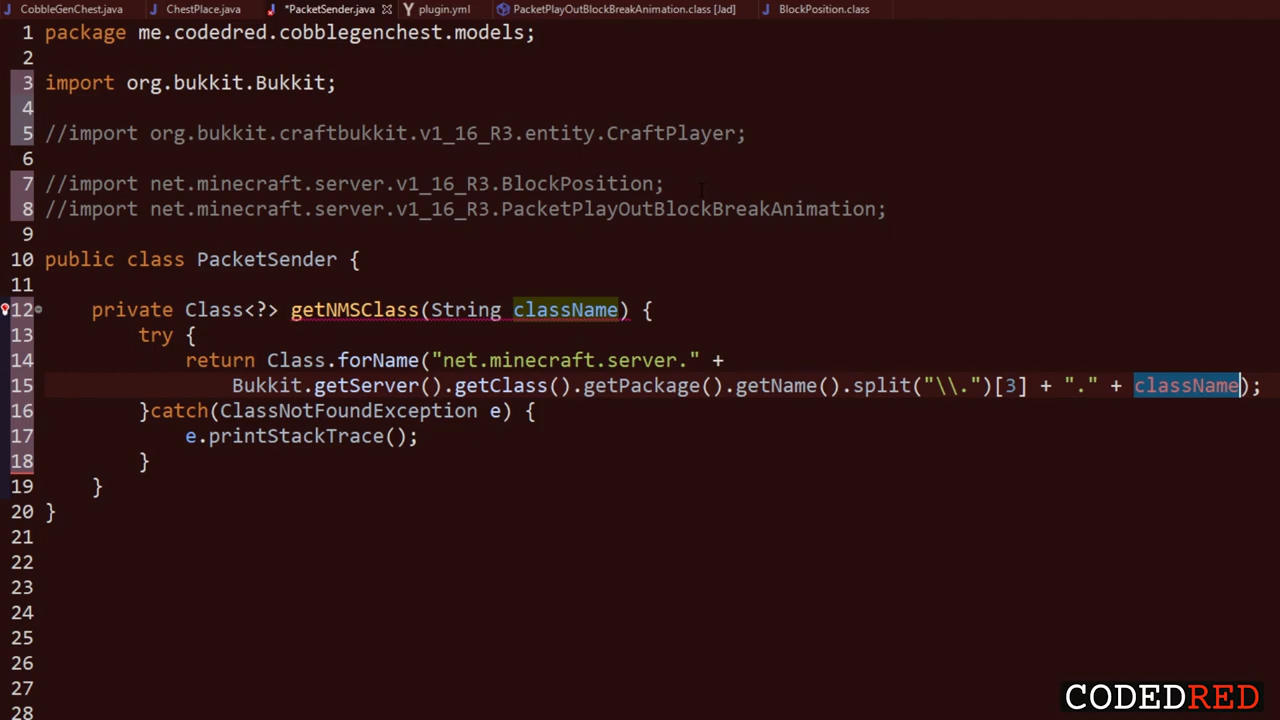 CobbleGenChest.java ChestPlace.java *PacketSender.java plugin.yml PacketPlayOutBlockBreakAnimation.class [Jad] BlockPosition.class
1 package me.codedred.cobblegenchest.models;
2
3 import org.bukkit.Bukkit;
4
5 //import org.bukkit.craftbukkit.v1_16_R3.entity.CraftPlayer;
6
7 //import net.minecraft.server.v1_16_R3.BlockPosition;
8 //import net.minecraft.server.v1_16_R3.PacketPlayOutBlockBreakAnimation;
9
10 public class PacketSender {
11
12 private Class<?> getNMSClass(String className) {
13 try {
14 return Class.forName("net.minecraft.server." +
15 Bukkit.getServer().getClass().getPackage().getName().split("\\.")[3] + "." + className);
16 }catch(ClassNotFoundException e) {
17 e.printStackTrace();
18 }
19 }
20 }
21
22
23
24
25
26
27
28
CODEDRED